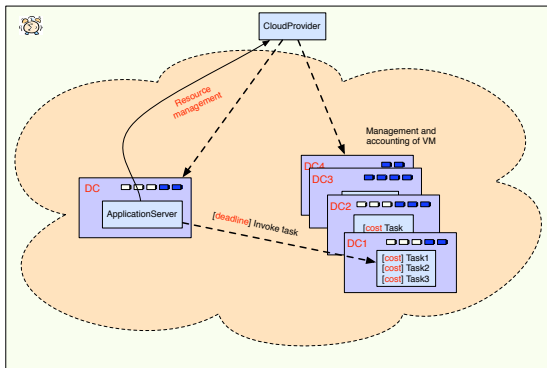 CloudProvider
Resource
management
Management and
accounting of VM
DC
ApplicationServer
[deadline] Invoke task
DC4
DC3
DC2
[cost] Task
DC1
[cost] Task1
[cost] Task2
[cost] Task3